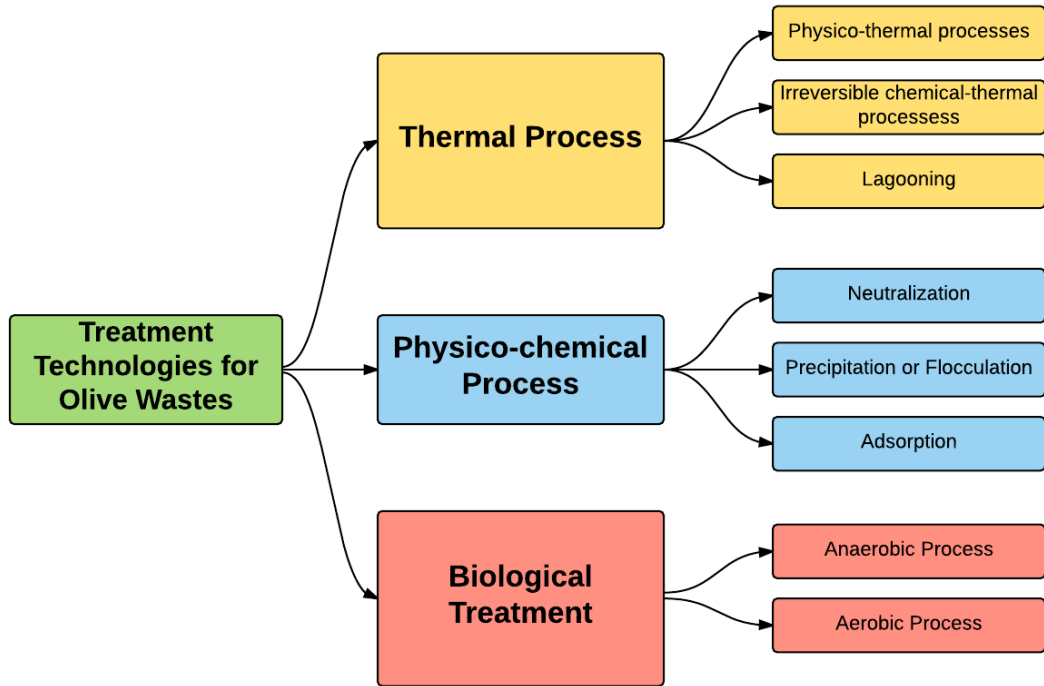 Physico-thermal processes
Irreversible chemical-thermal
processess
Thermal Process
Lagooning
Neutralization
Treatment
Technologies for
Olive Wastes
Physico-chemical
Process
Precipitation or Flocculation
Adsorption
Anaerobic Process
Biological
Treatment
Aerobic Process